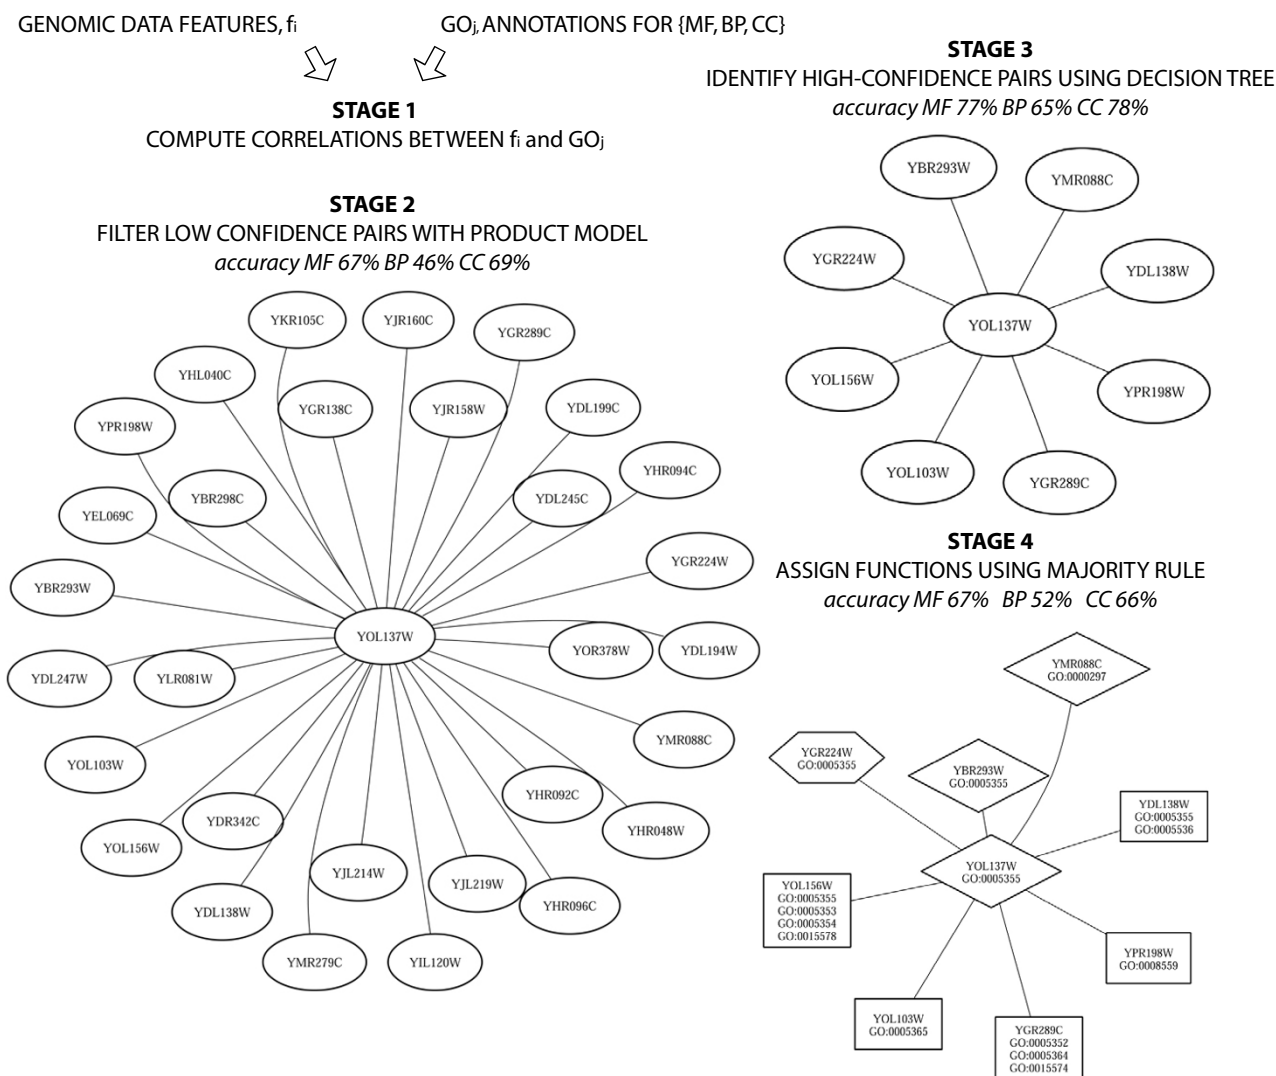 GENOMIC DATA FEATURES, fi
GOj, ANNOTATIONS FOR {MF, BP, CC}
STAGE 1
COMPUTE CORRELATIONS BETWEEN fi and GOj
STAGE 2
FILTER LOW CONFIDENCE PAIRS WITH PRODUCT MODEL
accuracy MF 67% BP 46% CC 69%
YKR105C
YJR160C
YGR289C
YHL040C
YGR138C
YJR158W
YDL199C
YPR198W
YHR094C
YBR298C
YDL245C
YEL069C
YGR224W
YBR293W
YOL137W
YOR378W
YDL194W
YDL247W
YLR081W
YMR088C
YOL103W
YHR092C
YDR342C
YHR048W
YOL156W
YJL214W
YJL219W
YHR096C
YDL138W
YMR279C
YIL120W
STAGE 3
IDENTIFY HIGH-CONFIDENCE PAIRS USING DECISION TREE
accuracy MF 77% BP 65% CC 78%
YBR293W
YMR088C
YGR224W
YDL138W
YOL137W
YOL156W
YPR198W
YOL103W
YGR289C
STAGE 4
ASSIGN FUNCTIONS USING MAJORITY RULE
accuracy MF 67% BP 52% CC 66%
YMR088C
GO:0000297
YGR224W
GO:0005355
YBR293W
GO:0005355
YDL138W
GO:0005355
GO:0005536
YOL137W
GO:0005355
YOL156W
GO:0005355
GO:0005353
GO:0005354
GO:0015578
YPR198W
GO:0008559
YOL103W
GO:0005365
YGR289C
GO:0005352
GO:0005364
GO:0015574